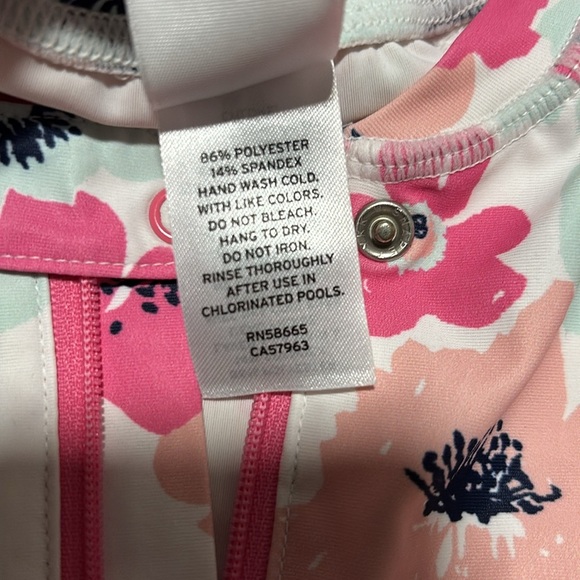 86% POLYESTER
14% SPANDEX
HAND WASH COLD.
WITH LIKE COLORS.
DO NOT BLEACH.
HANG TO DRY.
DO NOT IRON.
RINSE THOROUGHLY
AFTER USE IN
CHLORINATED POOLS.
RN58665
CA57963